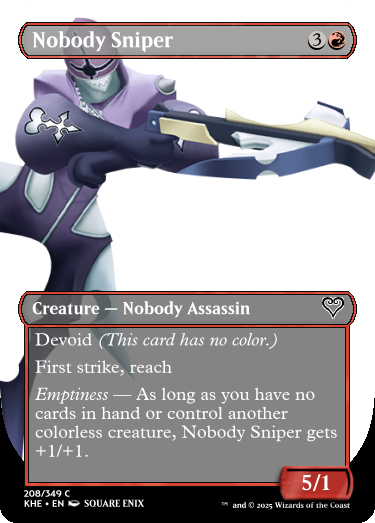 Nobody Sniper 3
Creature — Nobody Assassin
Devoid (This card has no color.)
First strike, reach
Emptiness — As long as you have no
cards in hand or control another
colorless creature, Nobody Sniper gets
+1/+1.
5/1
208/349 C
KHE • EN SQUARE ENIX ™ and © 2025 Wizards of the Coast